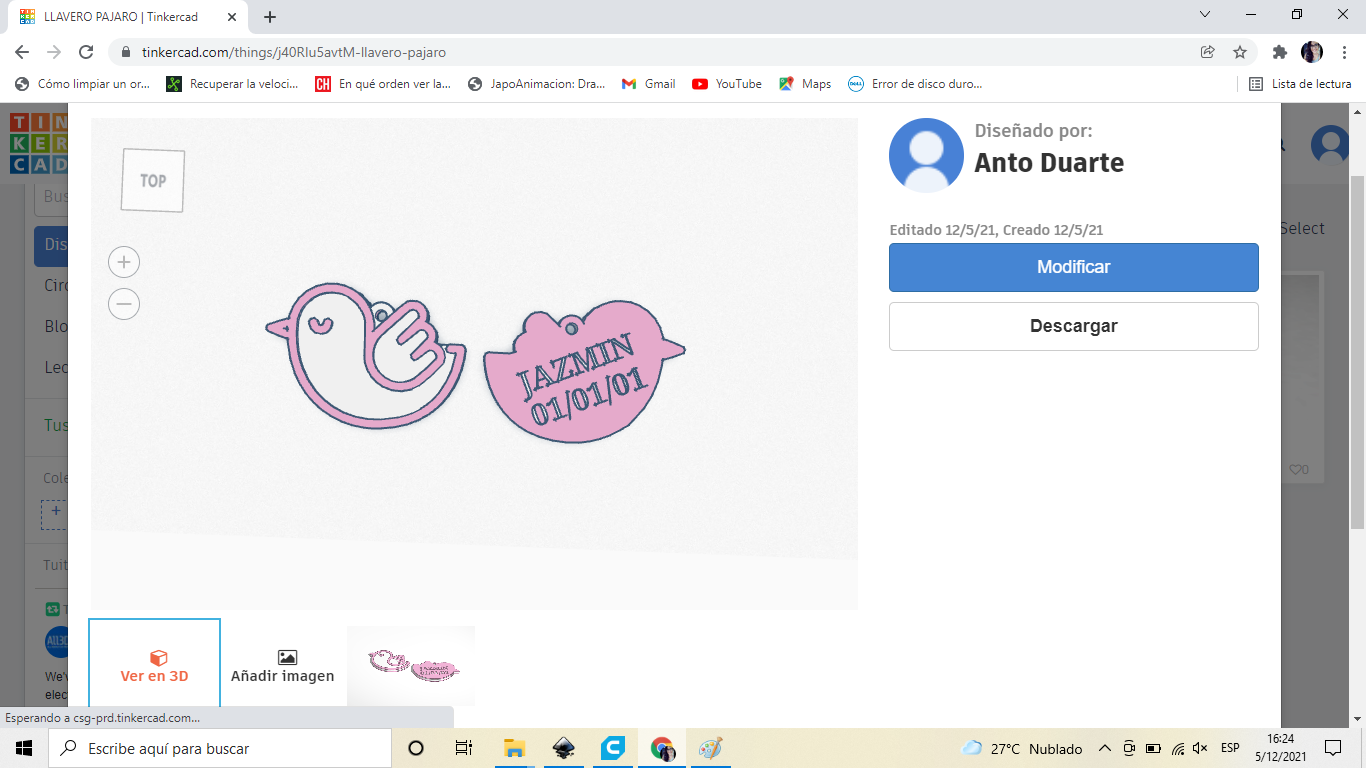 LLAVERO PAJARO | Tinkercad
tinkercad.com/things/j40RIu5avtM-llavero-pajaro
Cómo limpiar un or...
Recuperar la veloci...
CH
En qué orden ver la...
JapoAnimacion: Dra...
Gmail
YouTube
Maps
Error de disco duro...
Lista de lectura
TIN
KER
CAD
Bus
Dis
Circ
Blo
Lec
Tus
Cole
+
Tuit
We'v
elec
TOP
JAZMIN
01/01/01
Diseñado por:
Anto Duarte
Editado 12/5/21, Creado 12/5/21
Modificar
Descargar
Select
0
Ver en 3D
Añadir imagen
Esperando a csg-prd.tinkercad.com...
Escribe aquí para buscar
27°C Nublado
ESP
16:24
5/12/2021